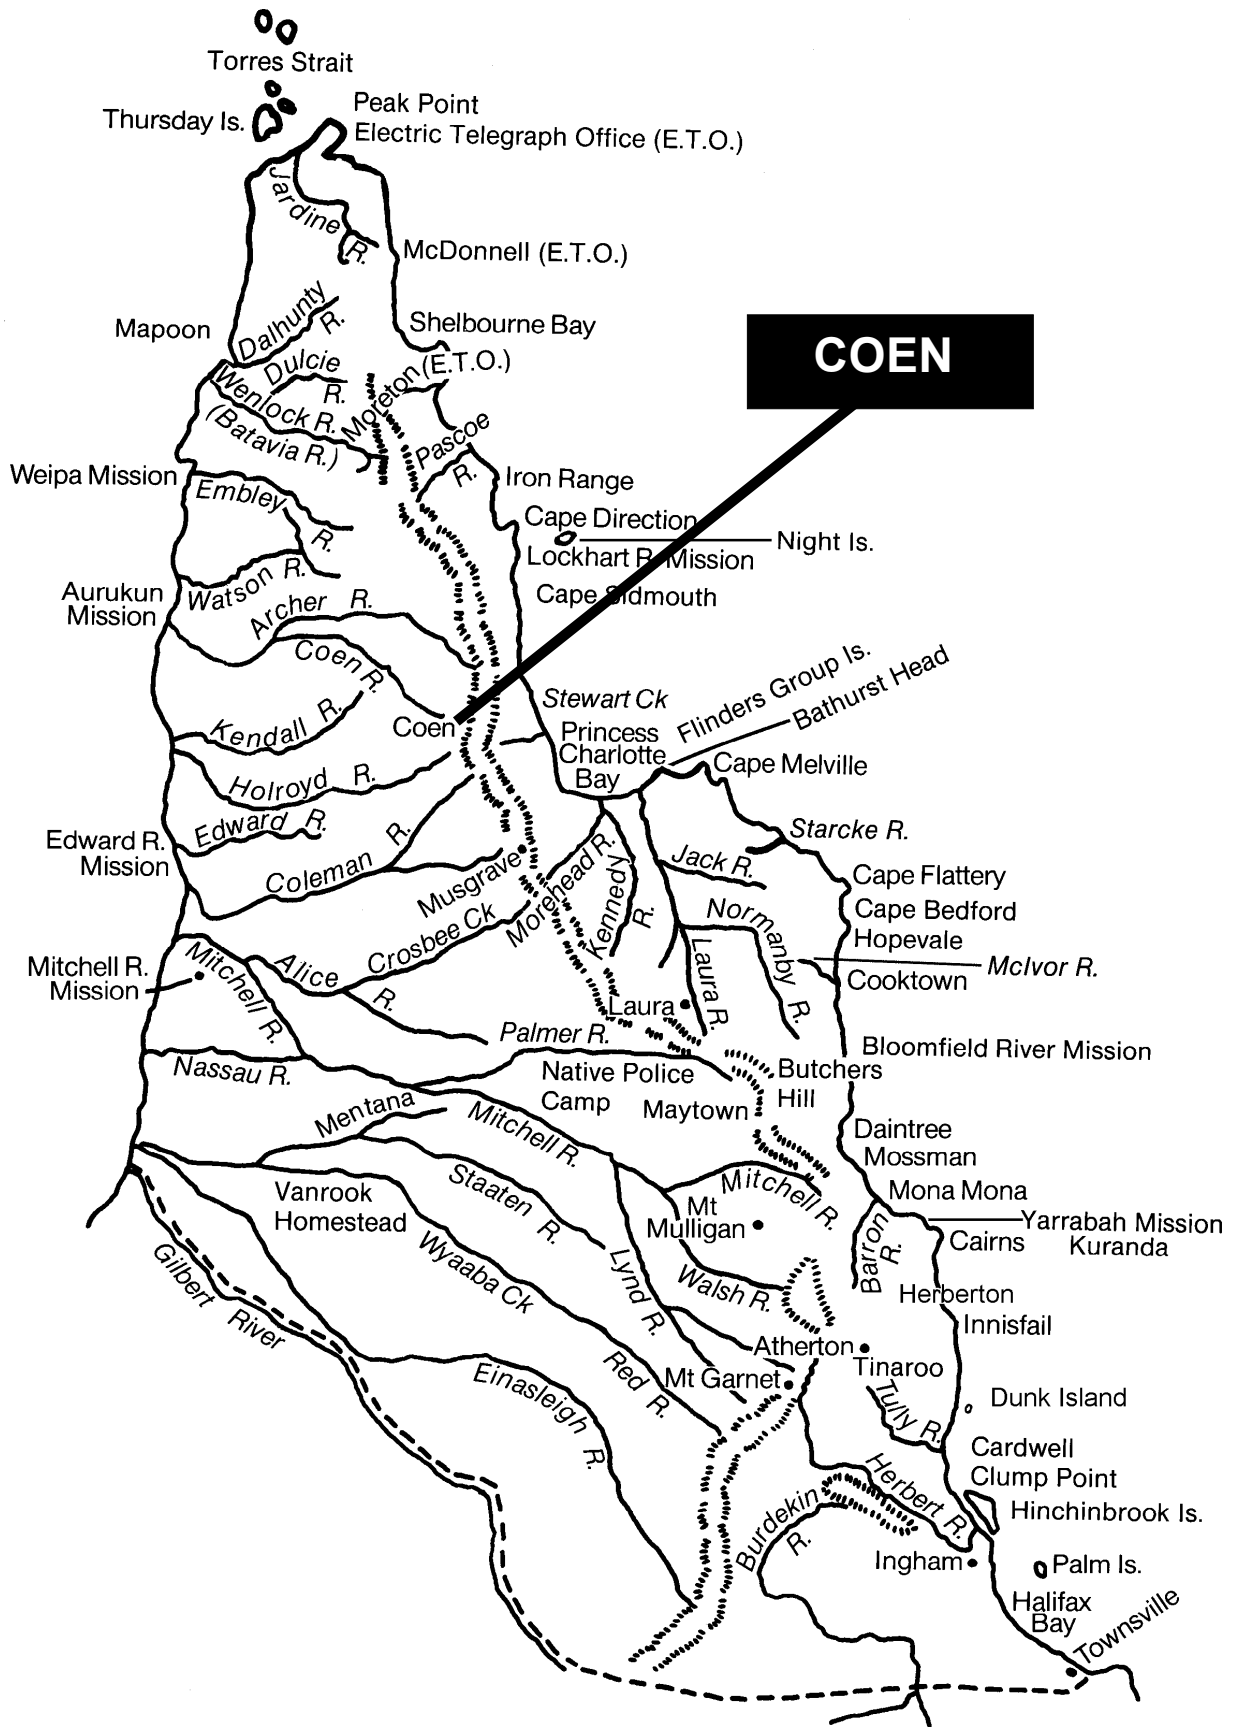 Torres Strait
Thursday Is.
Peak Point
Electric Telegraph Office (E.T.O.)
Jardine
R.
McDonnell (E.T.O.)
Mapoon
Dalhunty
R.
Shelbourne Bay
Dulcie
R.
Moreton (E.T.O.)
COEN
Wenlock R.
(Batavia R.)
Pascoe
R.
Weipa Mission
Embley
R.
Iron Range
Cape Direction
Night Is.
Lockhart R. Mission
Cape Sidmouth
Aurukun
Mission
Watson R.
Archer R.
Coen R.
Kendall R.
Coen
Stewart Ck
Princess
Charlotte
Bay
Flinders Group Is.
Bathurst Head
Cape Melville
Holroyd R.
Edward R.
Edward R.
Mission
Coleman R.
Musgrave
Morehead R.
Kennedy
R.
Jack R.
Starcke R.
Cape Flattery
Cape Bedford
Hopevale
McIvor R.
Cooktown
Normanby
R.
Crosbee Ck
Mitchell R.
Mission
Mitchell R.
Alice
R.
Laura
Laura R.
Palmer R.
Nassau R.
Native Police
Camp
Maytown
Butchers
Hill
Bloomfield River Mission
Mentana
Mitchell R.
Daintree
Mossman
Mitchell R.
Mona Mona
Vanrook
Homestead
Staaten R.
Mt
Mulligan
Yarrabah Mission
Kuranda
Cairns
Barron
R.
Gilbert River
Wyaaba Ck
Lynd R.
Walsh R.
Herberton
Innisfail
Atherton
Tinaroo
Red R.
Mt Garnet
Einasleigh
R.
Tully R.
Dunk Island
Cardwell
Clump Point
Herbert R.
Hinchinbrook Is.
Burdekin
R.
Ingham
Palm Is.
Halifax
Bay
Townsville